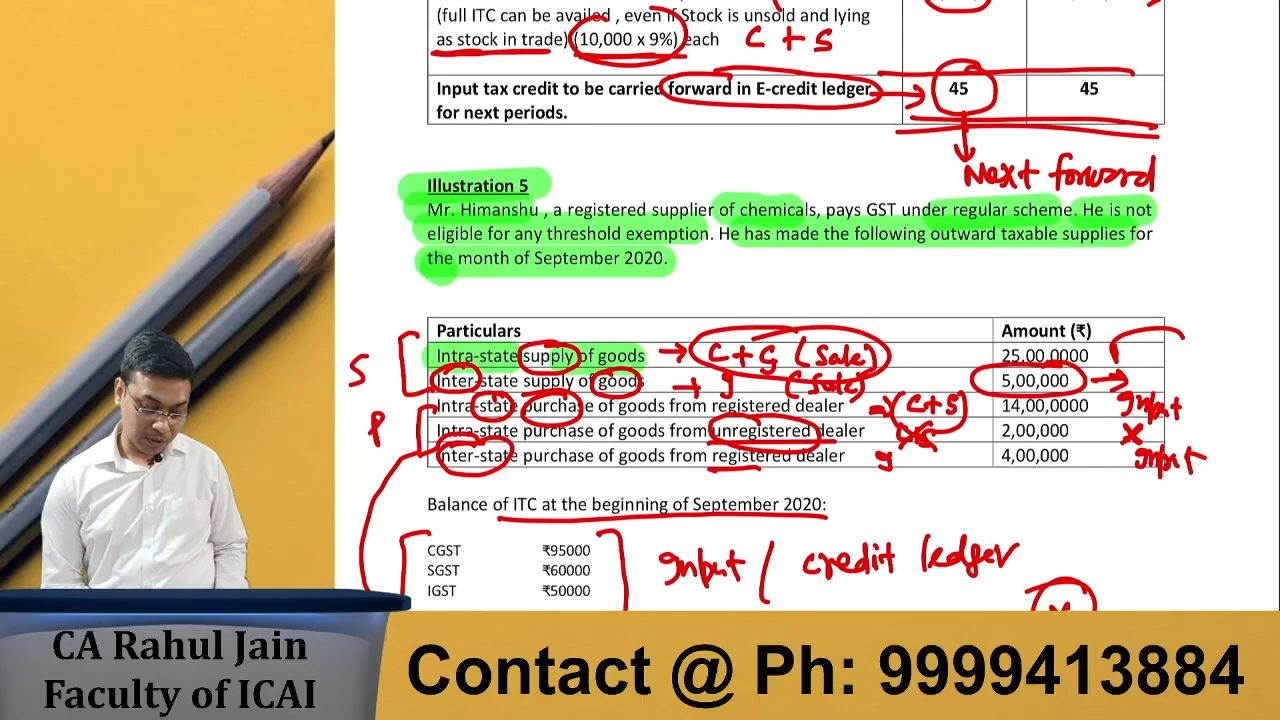 (full ITC can be availed , even if Stock is unsold and lying
as stock in trade) (10,000 x 9%) each C + S
Input tax credit to be carried forward in E-credit ledger 45 45
for next periods.
Next forward
Illustration 5
Mr. Himanshu , a registered supplier of chemicals, pays GST under regular scheme. He is not
eligible for any threshold exemption. He has made the following outward taxable supplies for
the month of September 2020.
Particulars Amount (₹)
Intra-state supply of goods C + S (Sale) 25,00,0000
S Inter-state supply of goods (Sale) 5,00,000
Intra-state purchase of goods from registered dealer (C+S) 14,00,0000 Input
P Intra-state purchase of goods from unregistered dealer 2,00,000 X
Inter-state purchase of goods from registered dealer 4,00,000 Input
Balance of ITC at the beginning of September 2020:
CGST ₹95000
SGST ₹60000
IGST ₹50000
Input / credit ledger
CA Rahul Jain
Faculty of ICAI
Contact @ Ph: 9999413884